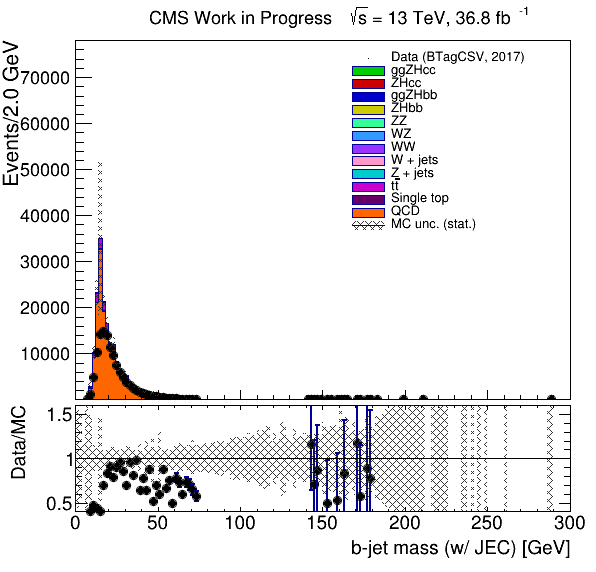 CMS Work in Progress √s = 13 TeV, 36.8 fb⁻¹
Events/2.0 GeV
70000
60000
50000
40000
30000
20000
10000
Data (BTagCSV, 2017)
ggZHcc
ZHcc
ggZHbb
ZHbb
ZZ
WZ
WW
W + jets
Z + jets
tt̅
Single top
QCD
MC unc. (stat.)
Data/MC
1.5
1
0.5
0 50 100 150 200 250 300
b-jet mass (w/ JEC) [GeV]